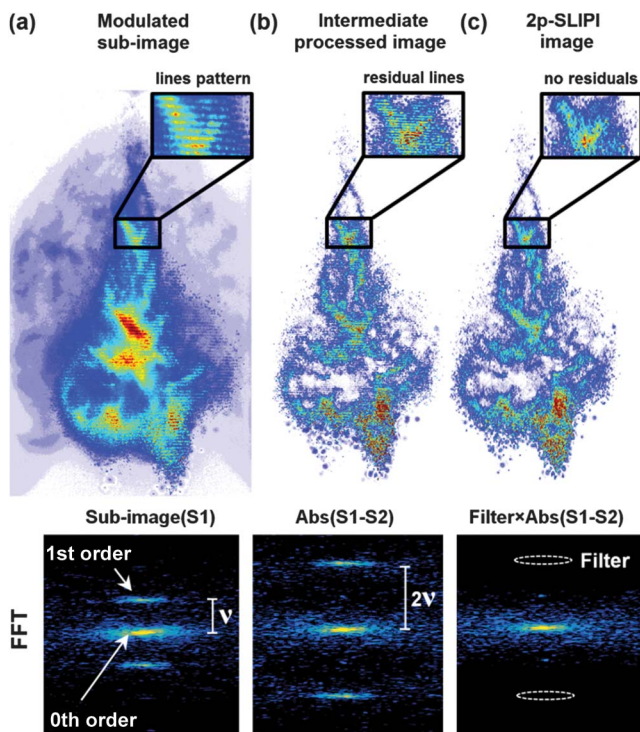 (a) Modulated
sub-image
lines pattern
(b) Intermediate
processed image
residual lines
(c) 2p-SLIPI
image
no residuals
Sub-image(S1)
1st order
ν
0th order
Abs(S1-S2)
2ν
Filter×Abs(S1-S2)
Filter
FFT